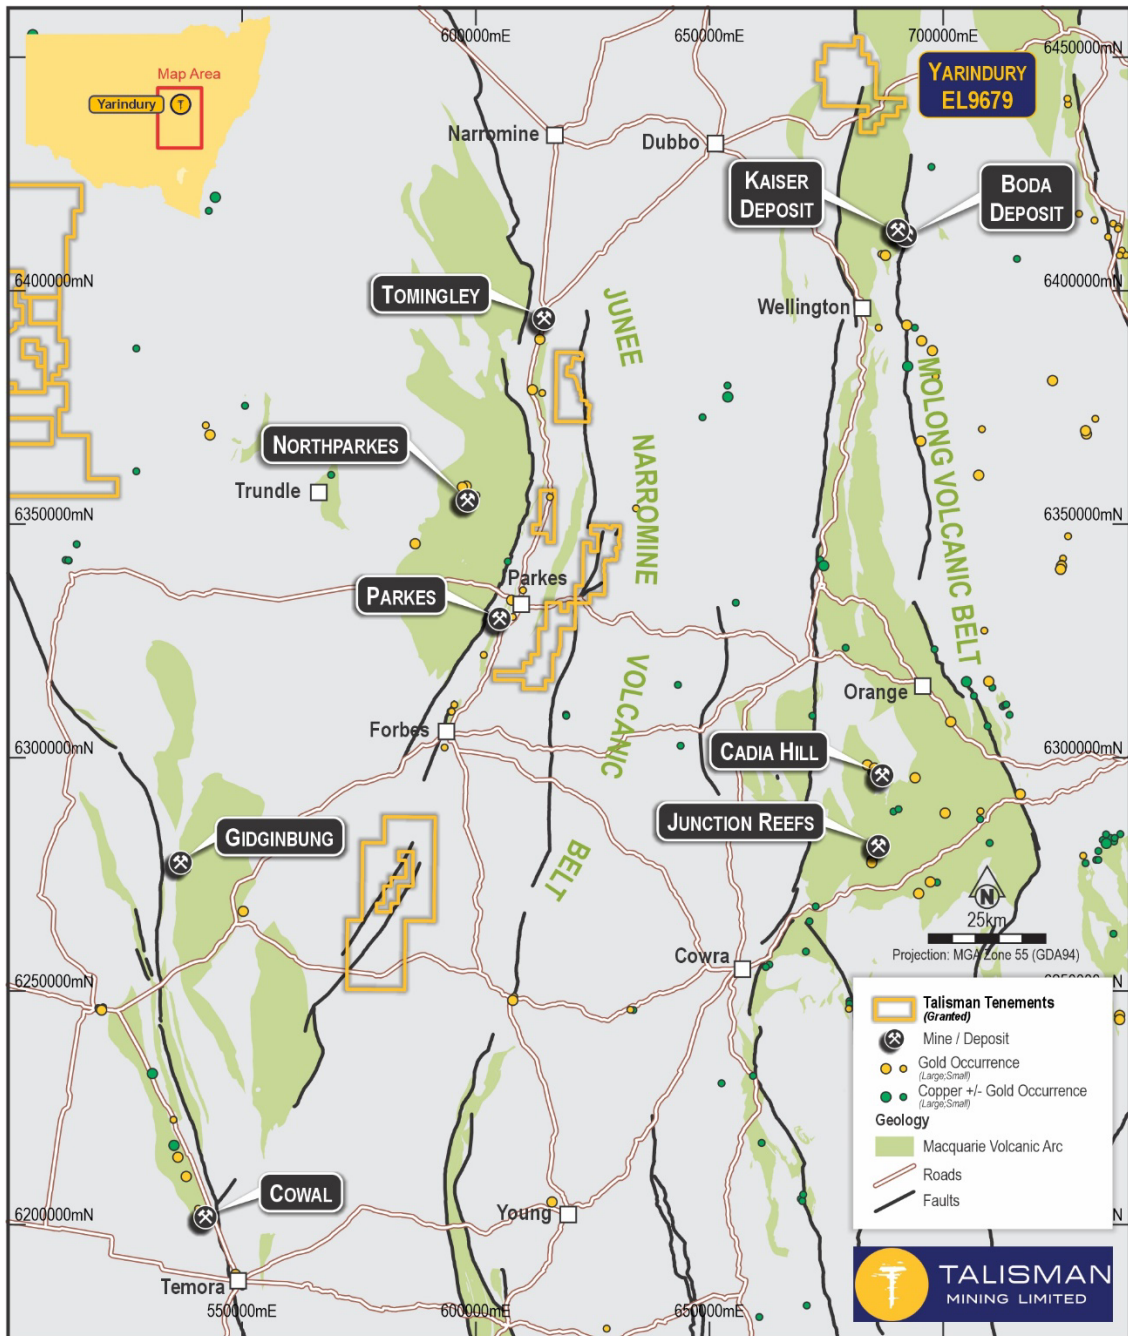 600000mE
650000mE
700000mE
6450000mN
Map Area
Yarindury
T
YARINDURY
EL9679
Narromine
Dubbo
KAISER
DEPOSIT
BODA
DEPOSIT
6400000mN
6400000mN
TOMINGLEY
JUNEE
Wellington
MOLONG VOLCANIC BELT
NORTHPARKES
NARROMINE
Trundle
6350000mN
6350000mN
Parkes
PARKES
VOLCANIC
Orange
Forbes
6300000mN
6300000mN
CADIA HILL
JUNCTION REEFS
GIDGINBUNG
BELT
N
25km
Projection: MGA Zone 55 (GDA94)
Cowra
6250000mN
6250000mN
Talisman Tenements
(Granted)
Mine / Deposit
Gold Occurrence
(Large;Small)
Copper +/- Gold Occurrence
(Large;Small)
Geology
Macquarie Volcanic Arc
Roads
Faults
COWAL
6200000mN
6200000mN
Young
Temora
550000mE
600000mE
650000mE
TALISMAN
MINING LIMITED